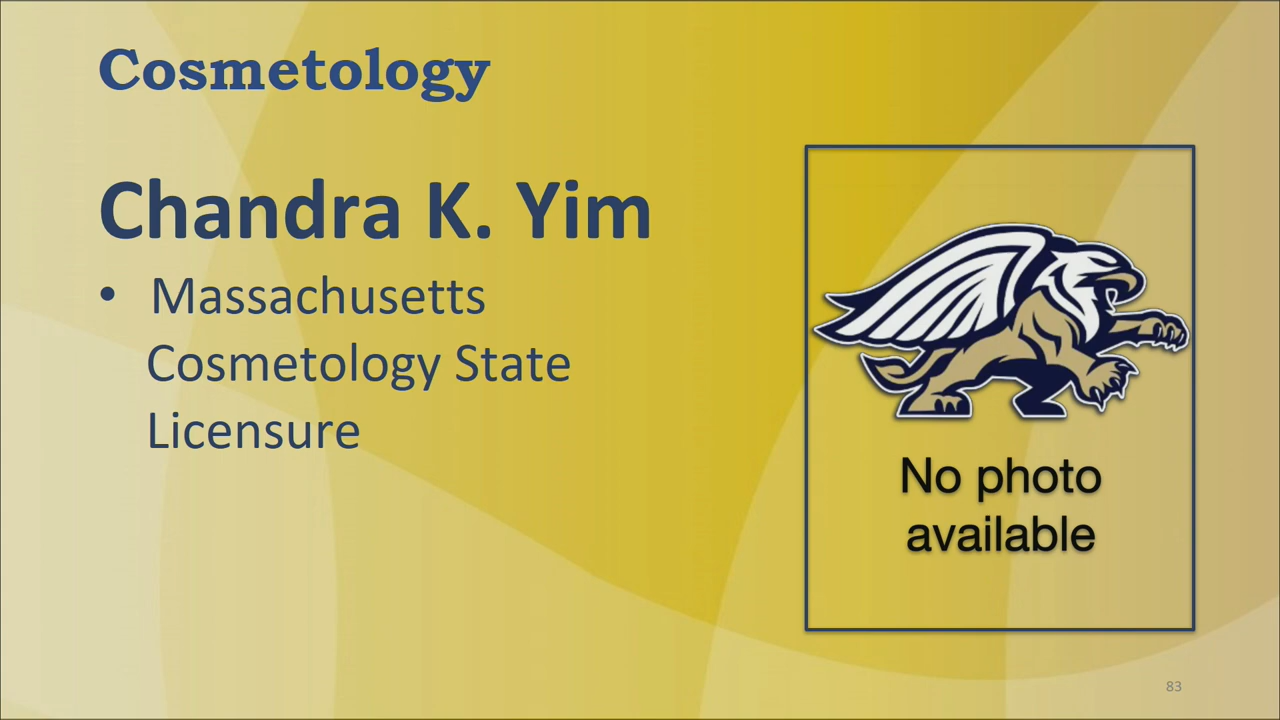 Cosmetology
Chandra K. Yim
• Massachusetts
Cosmetology State
Licensure
No photo
available
83